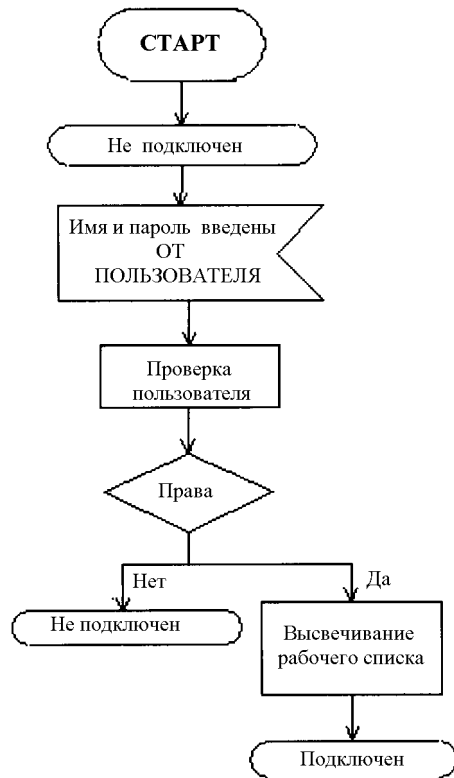 СТАРТ
Не подключен
Имя и пароль введены
ОТ
ПОЛЬЗОВАТЕЛЯ
Проверка
пользователя
Права
Нет
Да
Не подключен
Высвечивание
рабочего списка
Подключен